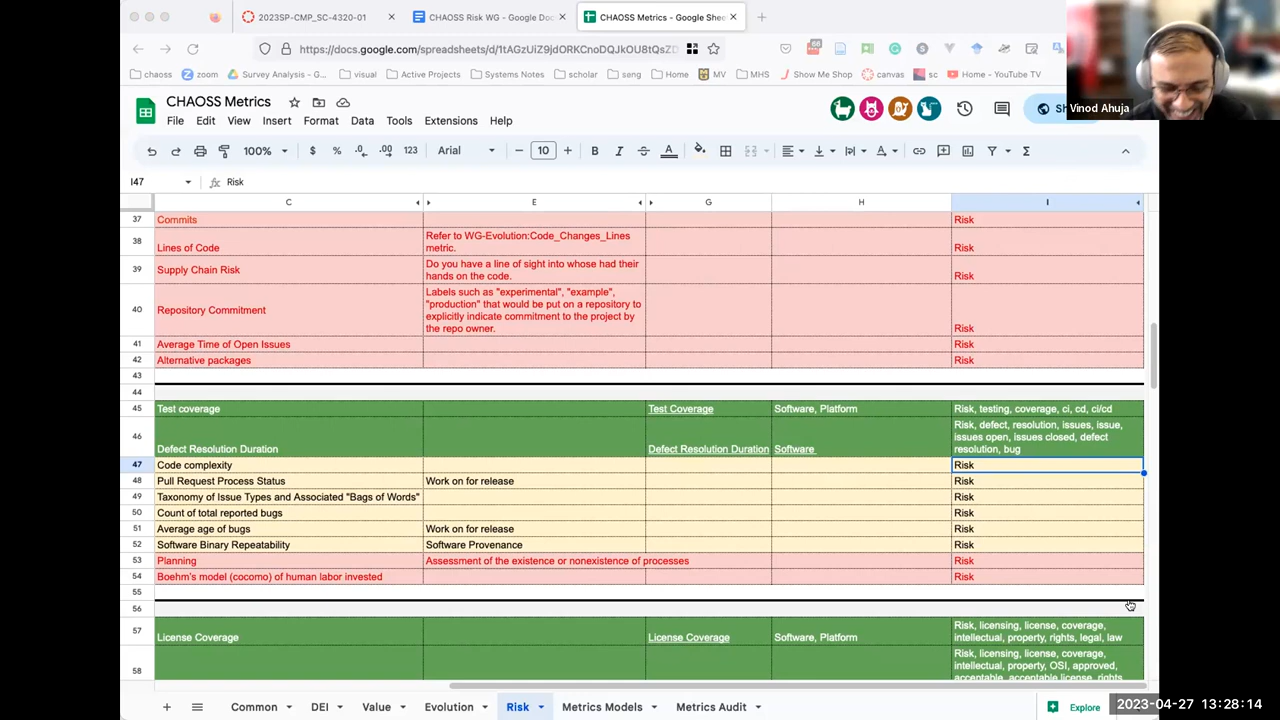 2023SP-CMP_SC-4320-01
CHAOSS Risk WG - Google Doc
CHAOSS Metrics - Google Shee
https://docs.google.com/spreadsheets/d/1tAGzUiZ9jdORKCnoDQJkOU8tQsZD
chaoss zoom Survey Analysis - G... visual Active Projects Systems Notes scholar seng Home MV MHS Show Me Shop canvas sc Home - YouTube TV
Vinod Ahuja
CHAOSS Metrics
File Edit View Insert Format Data Tools Extensions Help
100% $ % .0 .00 123 Arial 10 B I A
I47 fx Risk
C E G H I
37 Commits Risk
38 Lines of Code Refer to WG-Evolution:Code_Changes_Lines metric. Risk
39 Supply Chain Risk Do you have a line of sight into whose had their hands on the code. Risk
40 Repository Commitment Labels such as "experimental", "example", "production" that would be put on a repository to explicitly indicate commitment to the project by the repo owner. Risk
41 Average Time of Open Issues Risk
42 Alternative packages Risk
43
44
45 Test coverage Test Coverage Software, Platform Risk, testing, coverage, ci, cd, ci/cd
46 Defect Resolution Duration Defect Resolution Duration Software Risk, defect, resolution, issues, issue, issues open, issues closed, defect resolution, bug
47 Code complexity Risk
48 Pull Request Process Status Work on for release Risk
49 Taxonomy of Issue Types and Associated "Bags of Words" Risk
50 Count of total reported bugs Risk
51 Average age of bugs Work on for release Risk
52 Software Binary Repeatability Software Provenance Risk
53 Planning Assessment of the existence or nonexistence of processes Risk
54 Boehm's model (cocomo) of human labor invested Risk
55
56
57 License Coverage License Coverage Software, Platform Risk, licensing, license, coverage, intellectual, property, rights, legal, law
58 Risk, licensing, license, coverage, intellectual, property, OSI, approved, acceptable, acceptable license, rights
Common DEI Value Evolution Risk Metrics Models Metrics Audit Explore
2023-04-27 13:28:14